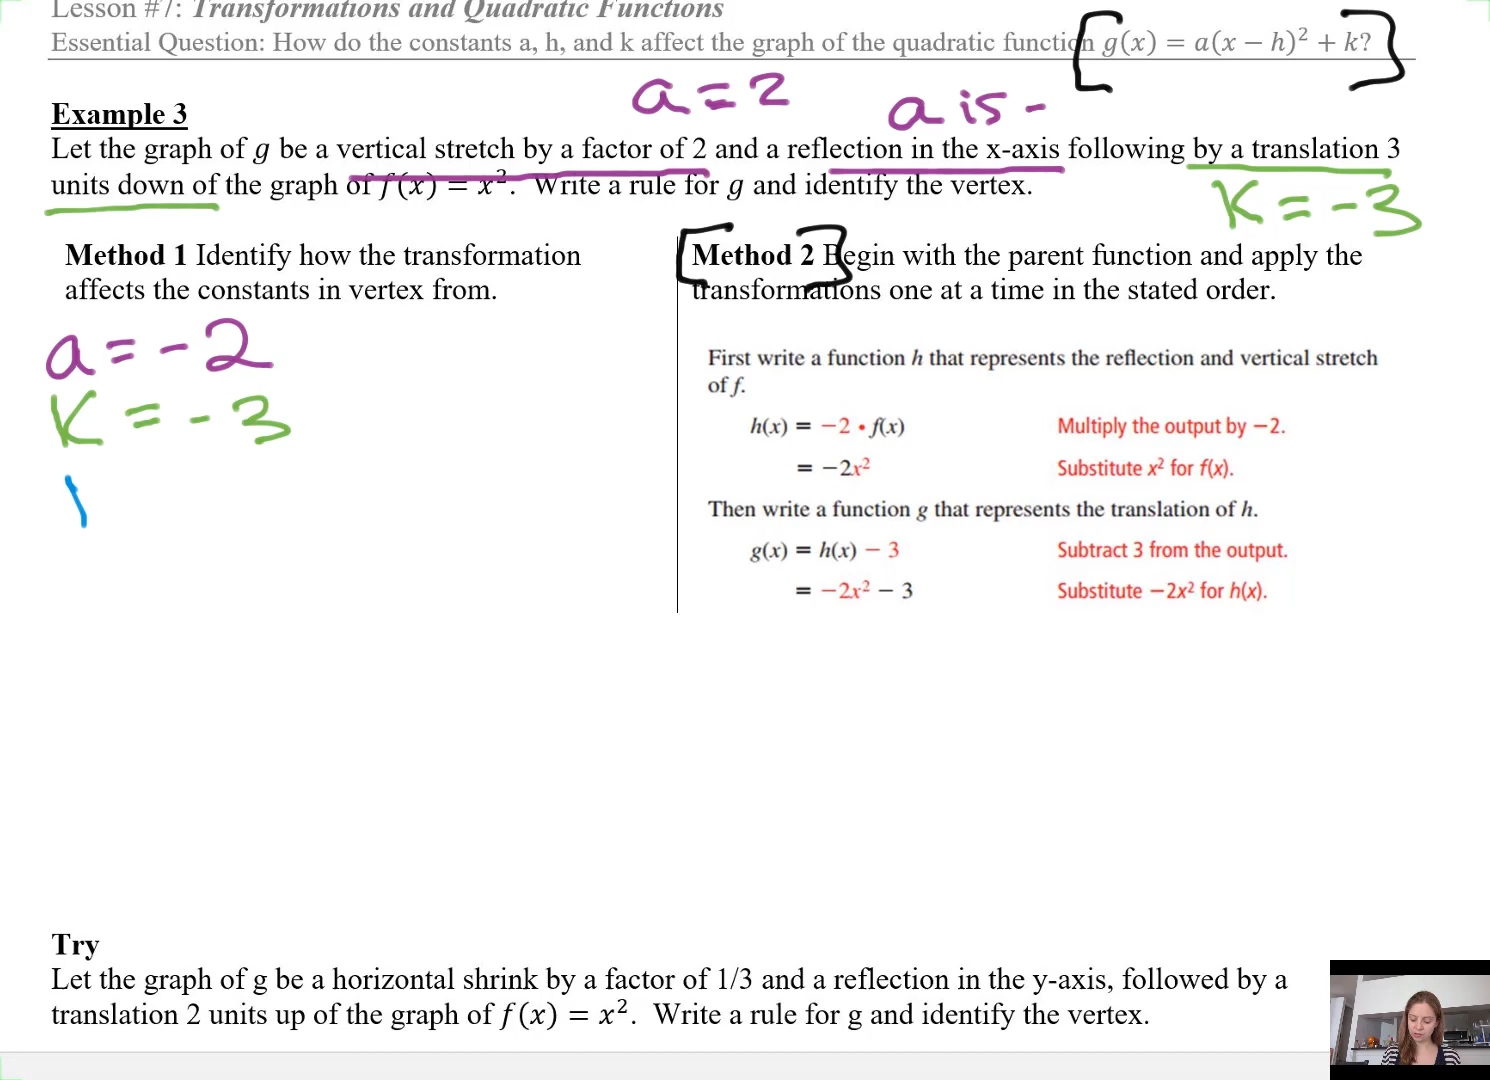 Lesson #7: Transformations and Quadratic Functions
Essential Question: How do the constants a, h, and k affect the graph of the quadratic function g(x) = a(x − h)² + k?
a = 2 a is -
Example 3
Let the graph of g be a vertical stretch by a factor of 2 and a reflection in the x-axis following by a translation 3
units down of the graph of f(x) = x². Write a rule for g and identify the vertex.
K = -3
Method 1 Identify how the transformation
affects the constants in vertex from.
a = -2
K = -3
Method 2 Begin with the parent function and apply the
transformations one at a time in the stated order.
First write a function h that represents the reflection and vertical stretch
of f.
h(x) = −2 • f(x) Multiply the output by −2.
= −2x² Substitute x² for f(x).
Then write a function g that represents the translation of h.
g(x) = h(x) − 3 Subtract 3 from the output.
= −2x² − 3 Substitute −2x² for h(x).
Try
Let the graph of g be a horizontal shrink by a factor of 1/3 and a reflection in the y-axis, followed by a
translation 2 units up of the graph of f(x) = x². Write a rule for g and identify the vertex.